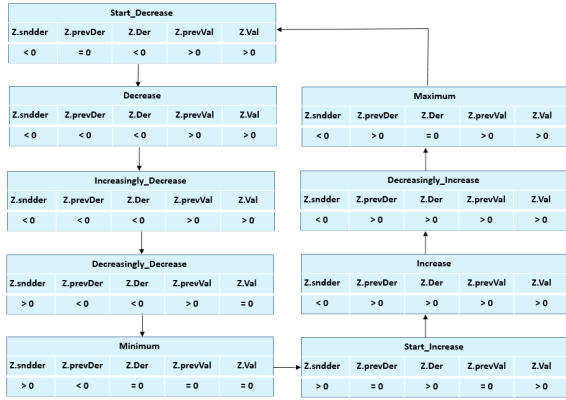 Start_Decrease
Z.sndder Z.prevDer Z.Der Z.prevVal Z.Val
< 0 = 0 < 0 > 0 > 0
Decrease
Z.sndder Z.prevDer Z.Der Z.prevVal Z.Val
< 0 < 0 < 0 > 0 > 0
Increasingly_Decrease
Z.sndder Z.prevDer Z.Der Z.prevVal Z.Val
< 0 < 0 < 0 > 0 > 0
Decreasingly_Decrease
Z.sndder Z.prevDer Z.Der Z.prevVal Z.Val
> 0 < 0 < 0 > 0 = 0
Minimum
Z.sndder Z.prevDer Z.Der Z.prevVal Z.Val
> 0 < 0 = 0 = 0 = 0
Maximum
Z.sndder Z.prevDer Z.Der Z.prevVal Z.Val
< 0 > 0 = 0 > 0 > 0
Decreasingly_Increase
Z.sndder Z.prevDer Z.Der Z.prevVal Z.Val
< 0 > 0 > 0 > 0 > 0
Increase
Z.sndder Z.prevDer Z.Der Z.prevVal Z.Val
< 0 > 0 > 0 > 0 > 0
Start_Increase
Z.sndder Z.prevDer Z.Der Z.prevVal Z.Val
> 0 = 0 > 0 = 0 > 0